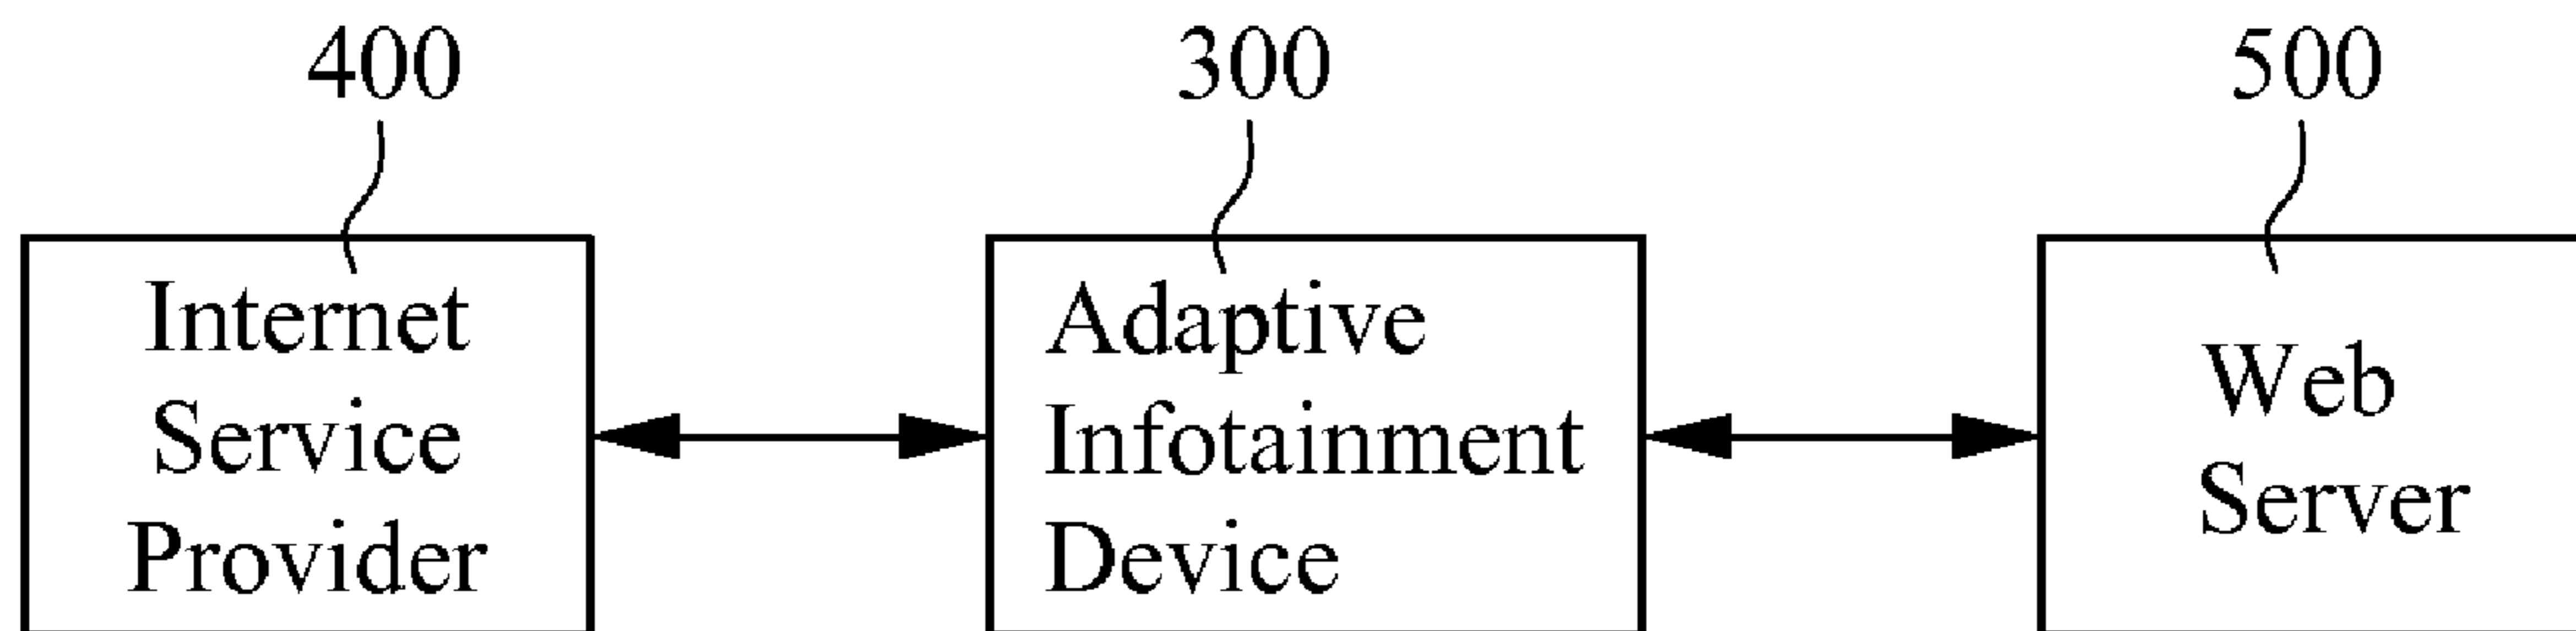 400
300
500
Internet
Service
Provider
Adaptive
Infotainment
Device
Web
Server